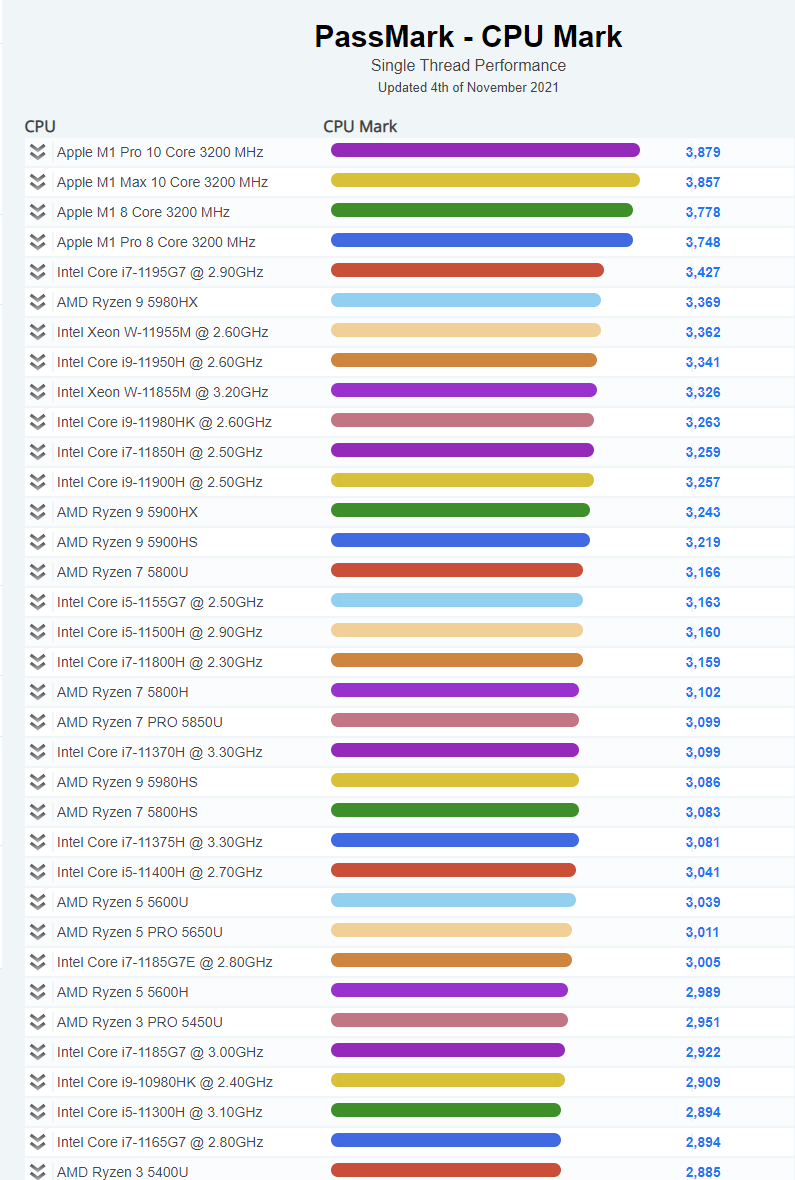 PassMark - CPU Mark
Single Thread Performance
Updated 4th of November 2021
CPU CPU Mark
Apple M1 Pro 10 Core 3200 MHz 3,879
Apple M1 Max 10 Core 3200 MHz 3,857
Apple M1 8 Core 3200 MHz 3,778
Apple M1 Pro 8 Core 3200 MHz 3,748
Intel Core i7-1195G7 @ 2.90GHz 3,427
AMD Ryzen 9 5980HX 3,369
Intel Xeon W-11955M @ 2.60GHz 3,362
Intel Core i9-11950H @ 2.60GHz 3,341
Intel Xeon W-11855M @ 3.20GHz 3,326
Intel Core i9-11980HK @ 2.60GHz 3,263
Intel Core i7-11850H @ 2.50GHz 3,259
Intel Core i9-11900H @ 2.50GHz 3,257
AMD Ryzen 9 5900HX 3,243
AMD Ryzen 9 5900HS 3,219
AMD Ryzen 7 5800U 3,166
Intel Core i5-1155G7 @ 2.50GHz 3,163
Intel Core i5-11500H @ 2.90GHz 3,160
Intel Core i7-11800H @ 2.30GHz 3,159
AMD Ryzen 7 5800H 3,102
AMD Ryzen 7 PRO 5850U 3,099
Intel Core i7-11370H @ 3.30GHz 3,099
AMD Ryzen 9 5980HS 3,086
AMD Ryzen 7 5800HS 3,083
Intel Core i7-11375H @ 3.30GHz 3,081
Intel Core i5-11400H @ 2.70GHz 3,041
AMD Ryzen 5 5600U 3,039
AMD Ryzen 5 PRO 5650U 3,011
Intel Core i7-1185G7E @ 2.80GHz 3,005
AMD Ryzen 5 5600H 2,989
AMD Ryzen 3 PRO 5450U 2,951
Intel Core i7-1185G7 @ 3.00GHz 2,922
Intel Core i9-10980HK @ 2.40GHz 2,909
Intel Core i5-11300H @ 3.10GHz 2,894
Intel Core i7-1165G7 @ 2.80GHz 2,894
AMD Ryzen 3 5400U 2,885